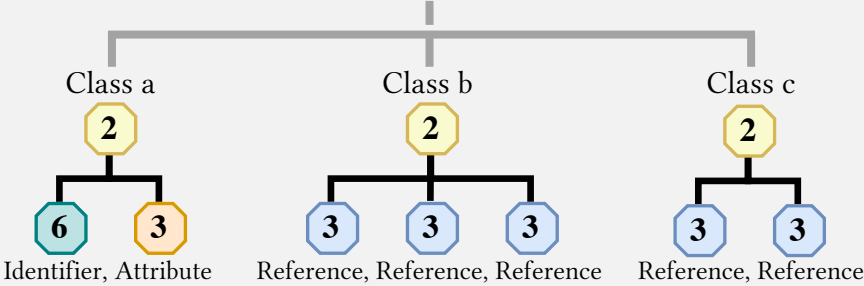 Class a
Class b
Class c
2
2
2
6
3
3
3
3
3
3
Identifier, Attribute
Reference, Reference, Reference
Reference, Reference